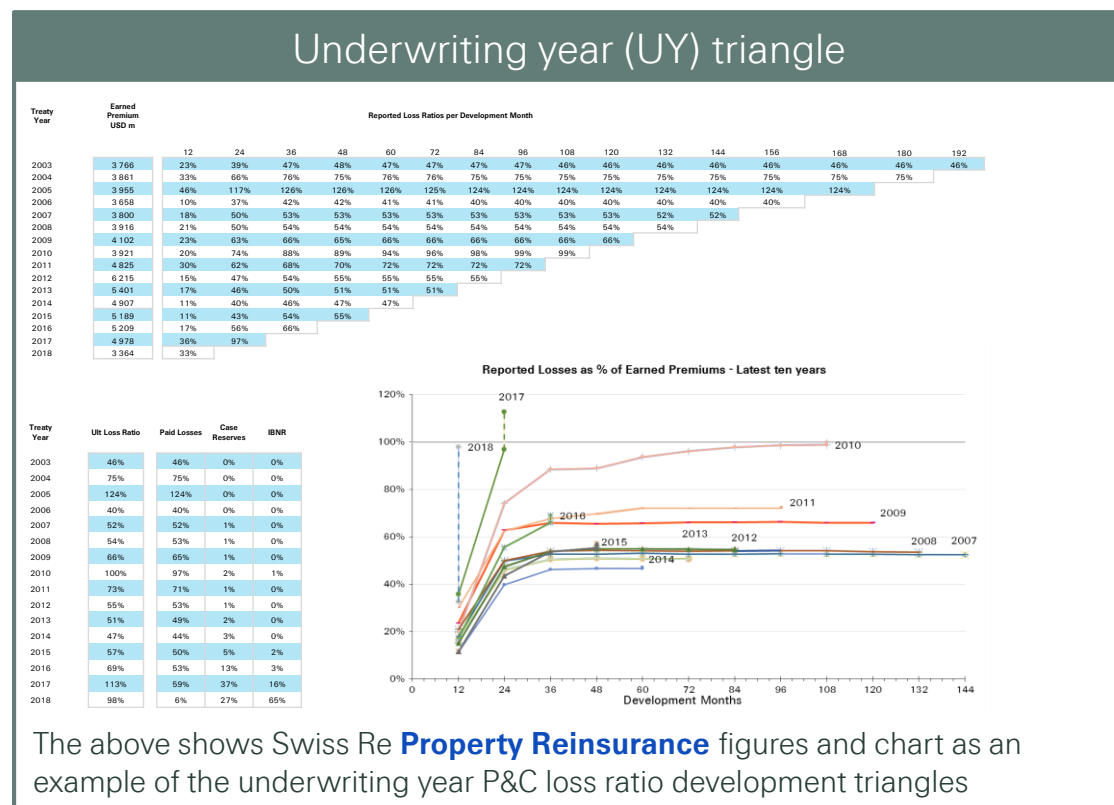 Underwriting year (UY) triangle
Treaty Year Earned Premium USD m Reported Loss Ratios per Development Month
12 24 36 48 60 72 84 96 108 120 132 144 156 168 180 192
2003 3 766 23% 39% 47% 48% 47% 47% 47% 47% 46% 46% 46% 46% 46% 46% 46% 46%
2004 3 861 33% 66% 76% 75% 76% 76% 75% 75% 75% 75% 75% 75% 75% 75% 75%
2005 3 955 46% 117% 126% 126% 126% 125% 124% 124% 124% 124% 124% 124% 124% 124%
2006 3 658 10% 37% 42% 42% 41% 41% 40% 40% 40% 40% 40% 40% 40%
2007 3 800 18% 50% 53% 53% 53% 53% 53% 53% 53% 53% 52% 52%
2008 3 916 21% 50% 54% 54% 54% 54% 54% 54% 54% 54% 54%
2009 4 102 23% 63% 66% 65% 66% 66% 66% 66% 66% 66%
2010 3 921 20% 74% 88% 89% 94% 96% 98% 99% 99%
2011 4 825 30% 62% 68% 70% 72% 72% 72% 72%
2012 6 215 15% 47% 54% 55% 55% 55% 55%
2013 5 401 17% 46% 50% 51% 51% 51%
2014 4 907 11% 40% 46% 47% 47%
2015 5 189 11% 43% 54% 55%
2016 5 209 17% 56% 66%
2017 4 978 36% 97%
2018 3 364 33%
Treaty Year Ult Loss Ratio Paid Losses Case Reserves IBNR
2003 46% 46% 0% 0%
2004 75% 75% 0% 0%
2005 124% 124% 0% 0%
2006 40% 40% 0% 0%
2007 52% 52% 1% 0%
2008 54% 53% 1% 0%
2009 66% 65% 1% 0%
2010 100% 97% 2% 1%
2011 73% 71% 1% 0%
2012 55% 53% 1% 0%
2013 51% 49% 2% 0%
2014 47% 44% 3% 0%
2015 57% 50% 5% 2%
2016 69% 53% 13% 3%
2017 113% 59% 37% 16%
2018 98% 6% 27% 65%
Reported Losses as % of Earned Premiums - Latest ten years
120%
100%
80%
60%
40%
20%
0%
2017
2018
2010
2011
2016
2009
2013
2015
2012
2008
2007
2014
0 12 24 36 48 60 72 84 96 108 120 132 144
Development Months
The above shows Swiss Re Property Reinsurance figures and chart as an
example of the underwriting year P&C loss ratio development triangles